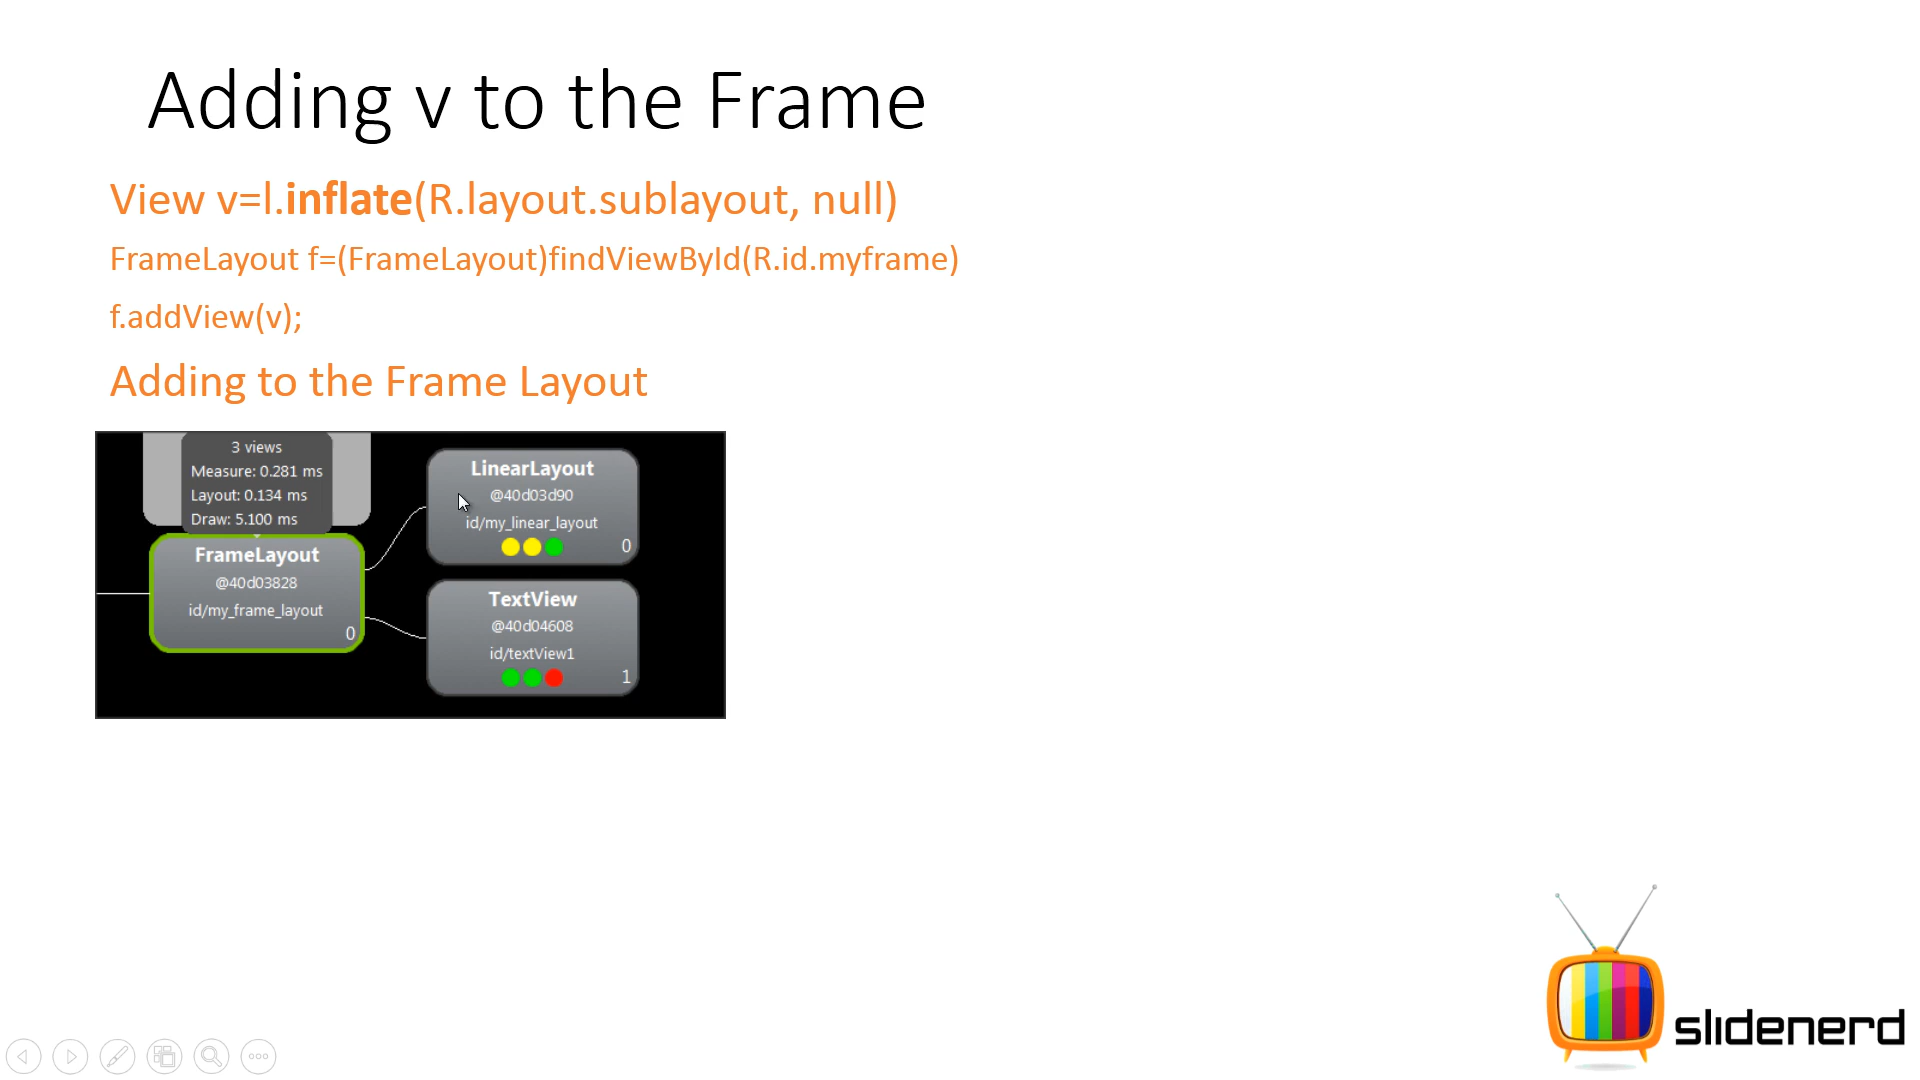 Adding v to the Frame
View v=l.inflate(R.layout.sublayout, null)
FrameLayout f=(FrameLayout)findViewById(R.id.myframe)
f.addView(v);
Adding to the Frame Layout
3 views
Measure: 0.281 ms
Layout: 0.134 ms
Draw: 5.100 ms
FrameLayout
@40d03828
id/my_frame_layout
0
LinearLayout
@40d03d90
id/my_linear_layout
0
TextView
@40d04608
id/textView1
1
slidenerd